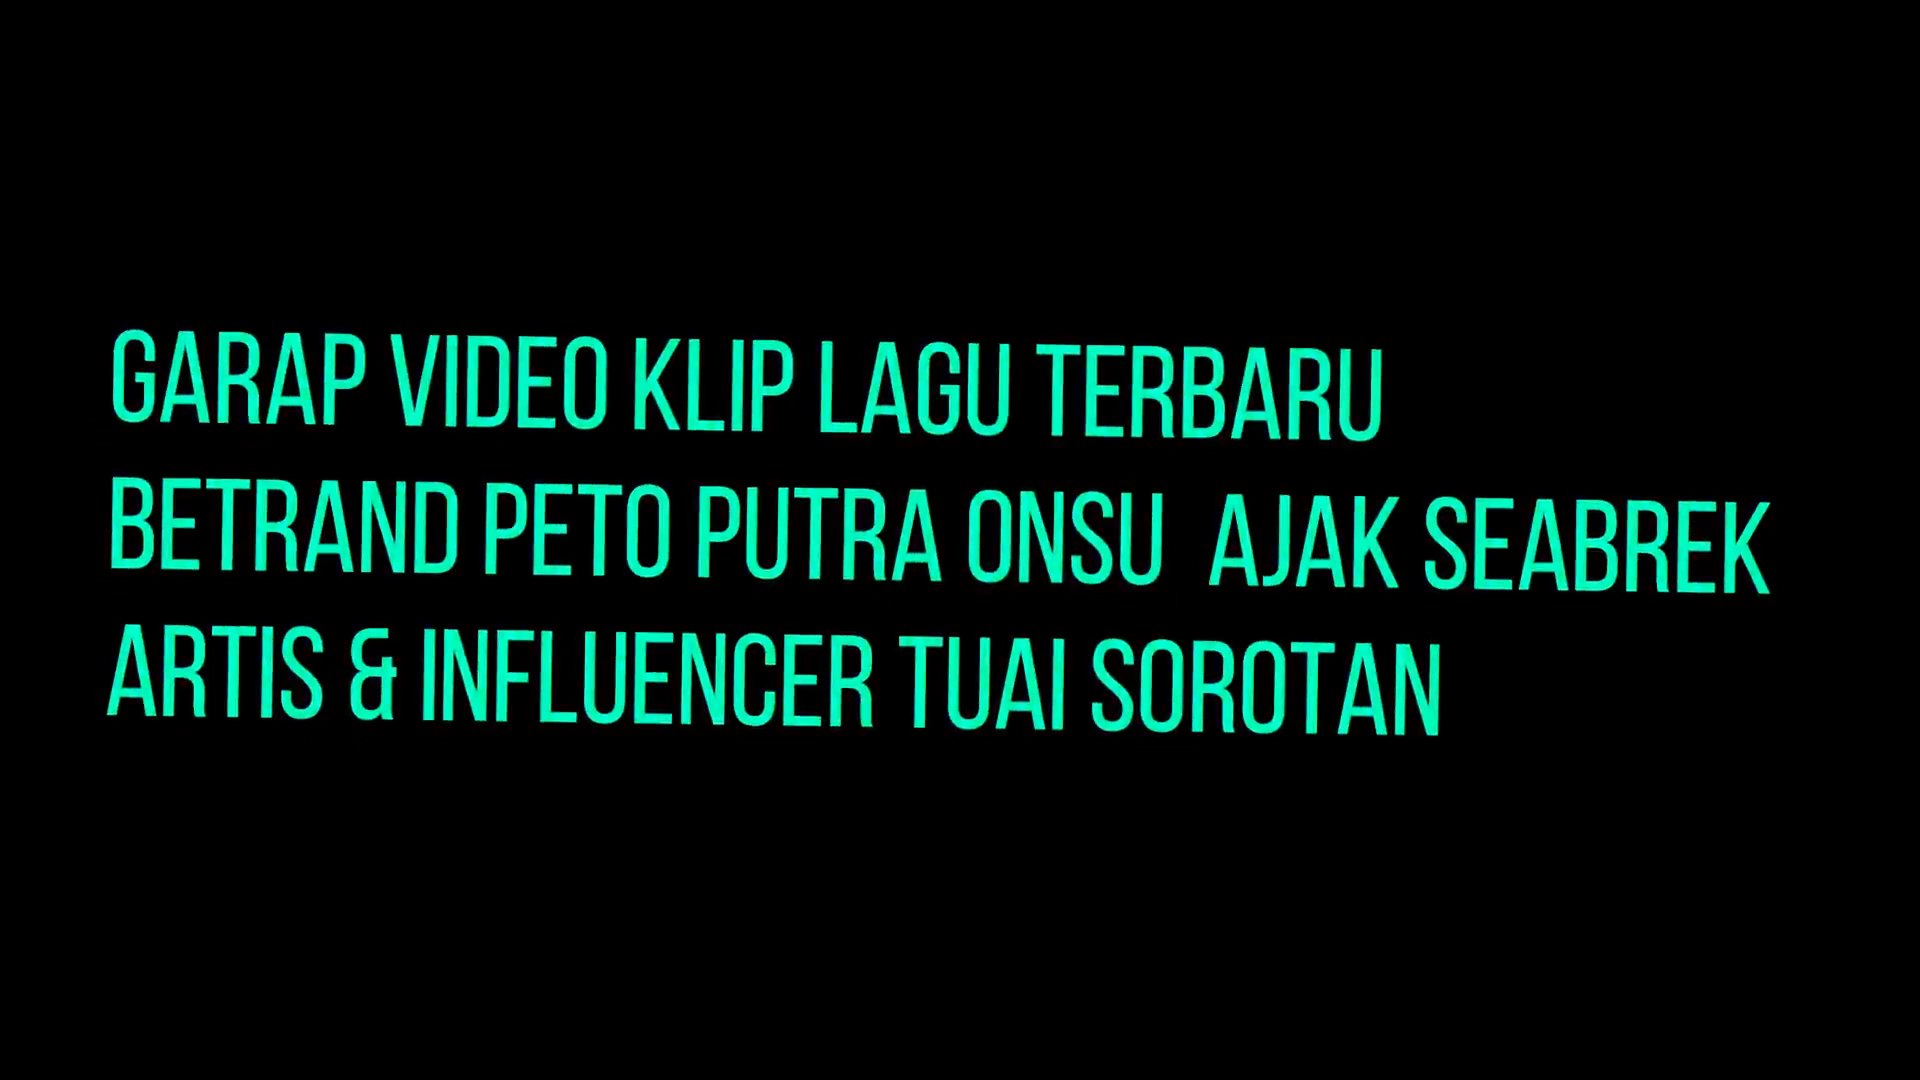 GARAP VIDEO KLIP LAGU TERBARU
BETRAND PETO PUTRA ONSU AJAK SEABREK
ARTIS & INFLUENCER TUAI SOROTAN